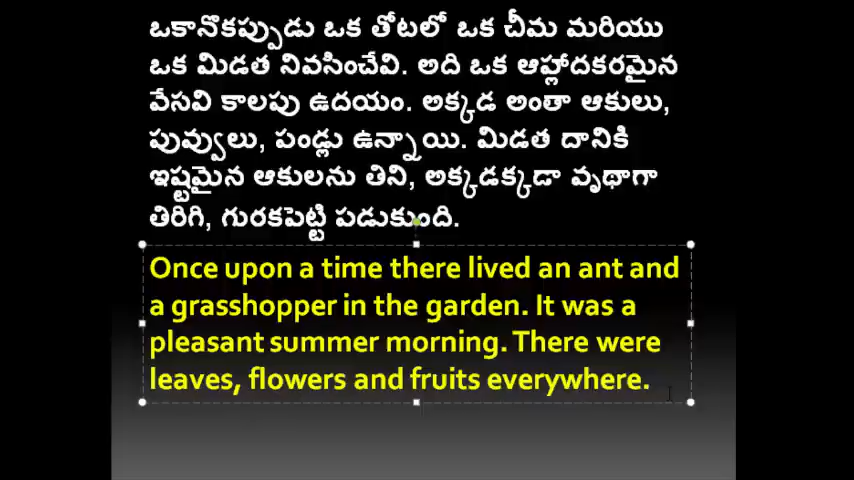 ఒకానొకప్పుడు ఒక తోటలో ఒక చీమ మరియు
ఒక మిడత నివసించేవి. అది ఒక ఆహ్లాదకరమైన
వేసవి కాలపు ఉదయం. అక్కడ అంతా ఆకులు,
పువ్వులు, పండ్లు ఉన్నాయి. మిడత దానికి
ఇష్టమైన ఆకులను తిని, అక్కడక్కడా వృథాగా
తిరిగి, గురకపెట్టి పడుకుంది.
Once upon a time there lived an ant and
a grasshopper in the garden. It was a
pleasant summer morning. There were
leaves, flowers and fruits everywhere.